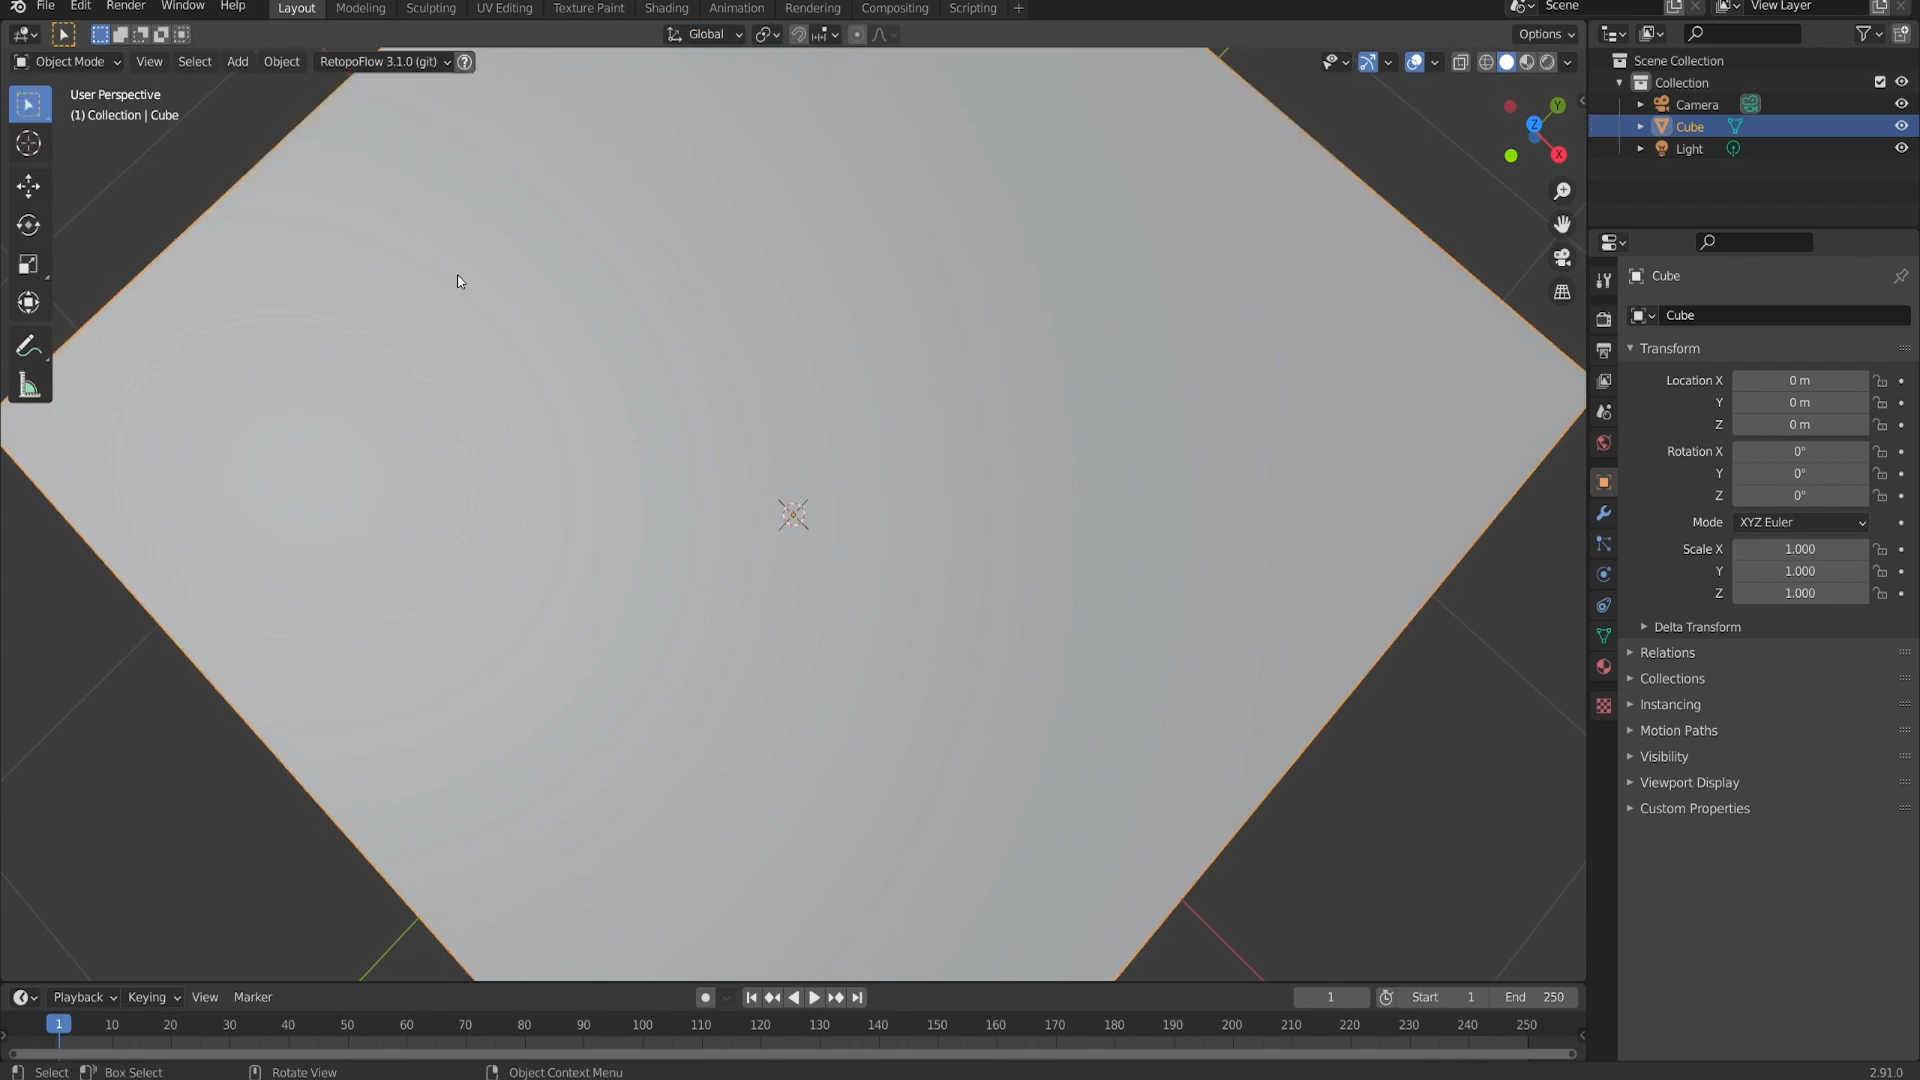 File Edit Render Window Help Layout Modeling Sculpting UV Editing Texture Paint Shading Animation Rendering Compositing Scripting + Scene View Layer
Global Options
Object Mode View Select Add Object RetopoFlow 3.1.0 (git)
User Perspective
(1) Collection | Cube
Y
Z
X
Scene Collection
Collection
Camera
Cube
Light
Cube
Cube
Transform
Location X 0 m
Y 0 m
Z 0 m
Rotation X 0°
Y 0°
Z 0°
Mode XYZ Euler
Scale X 1.000
Y 1.000
Z 1.000
Delta Transform
Relations
Collections
Instancing
Motion Paths
Visibility
Viewport Display
Custom Properties
Playback Keying View Marker 1 Start 1 End 250
1 10 20 30 40 50 60 70 80 90 100 110 120 130 140 150 160 170 180 190 200 210 220 230 240 250
Select Box Select Rotate View Object Context Menu 2.91.0